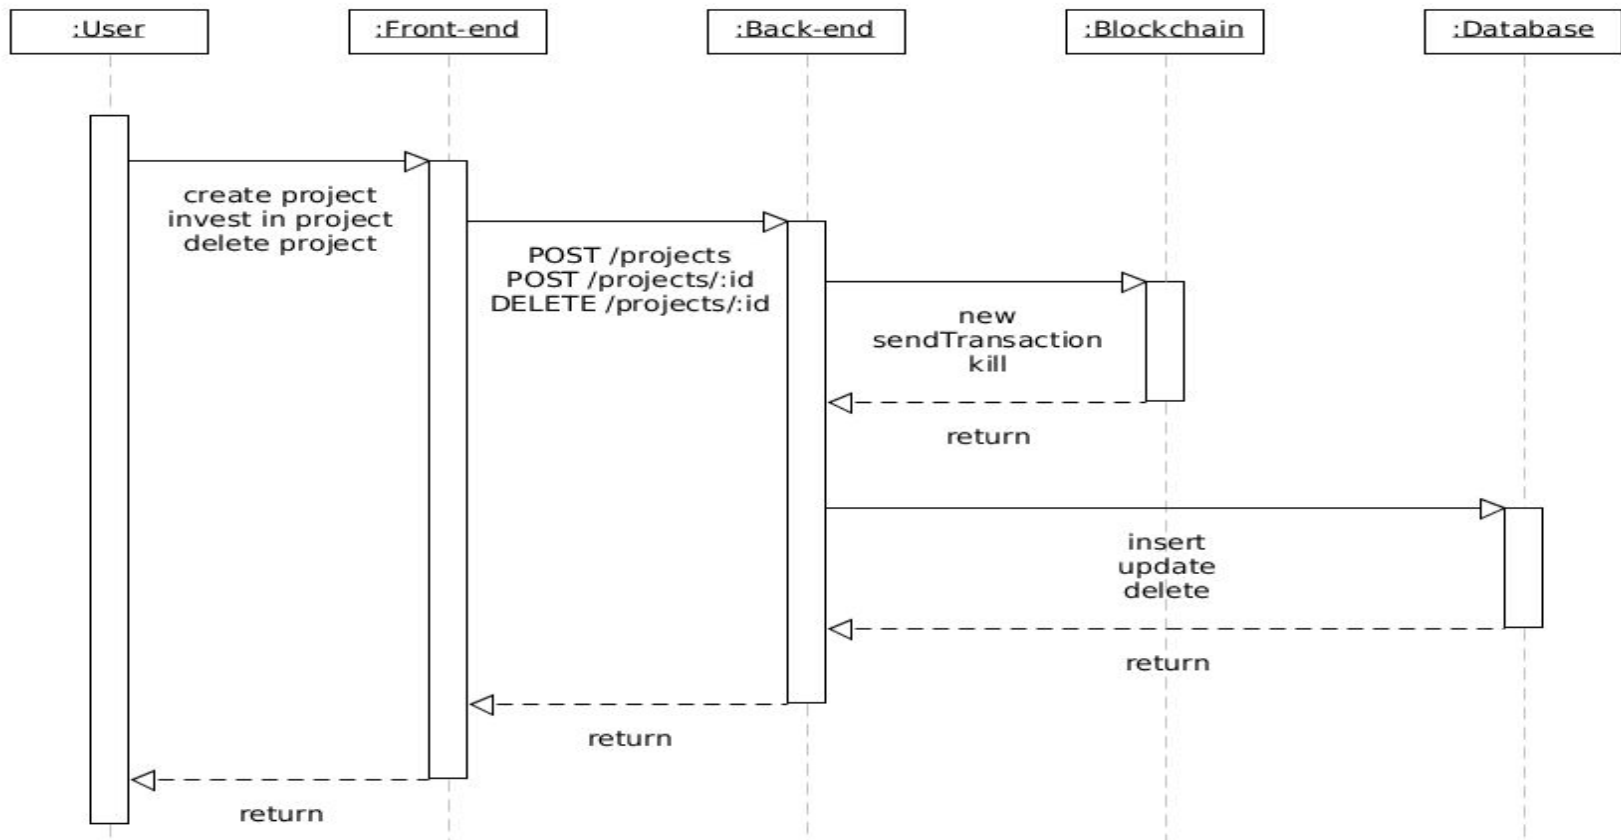 :User
:Front-end
:Back-end
:Blockchain
:Database
create project
invest in project
delete project
POST /projects
POST /projects/:id
DELETE /projects/:id
new
sendTransaction
kill
return
insert
update
delete
return
return
return